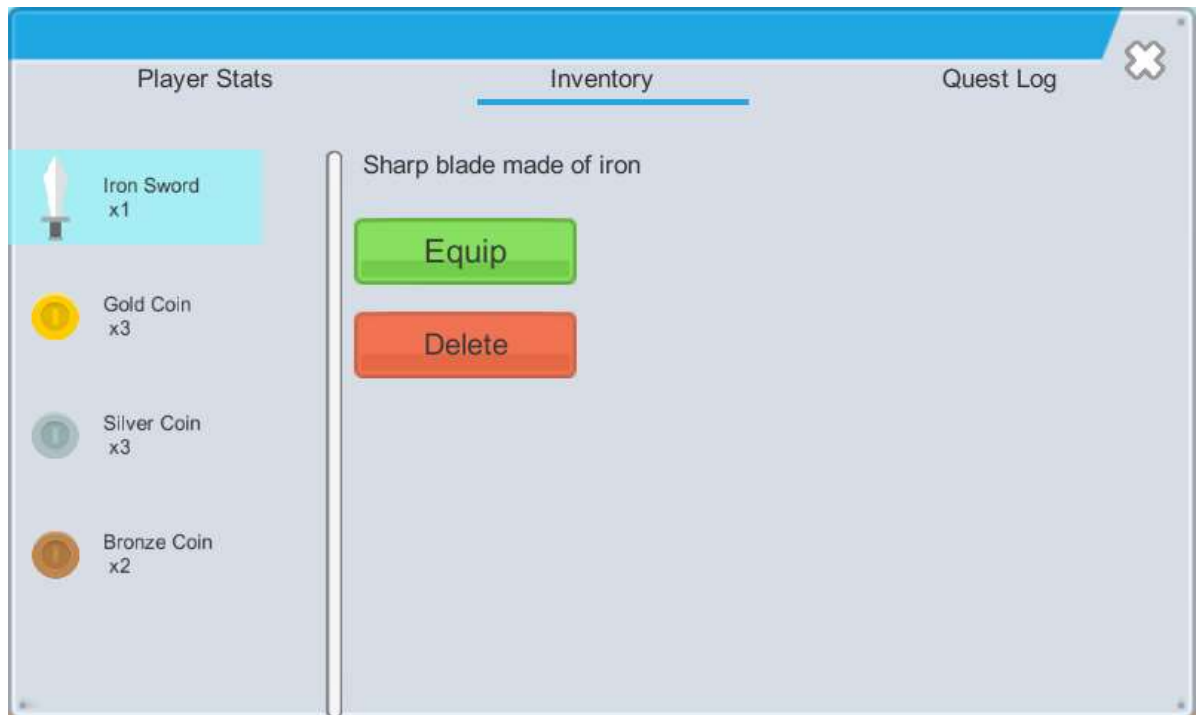 Player Stats
Inventory
Quest Log
Iron Sword
x1
Gold Coin
x3
Silver Coin
x3
Bronze Coin
x2
Sharp blade made of iron
Equip
Delete